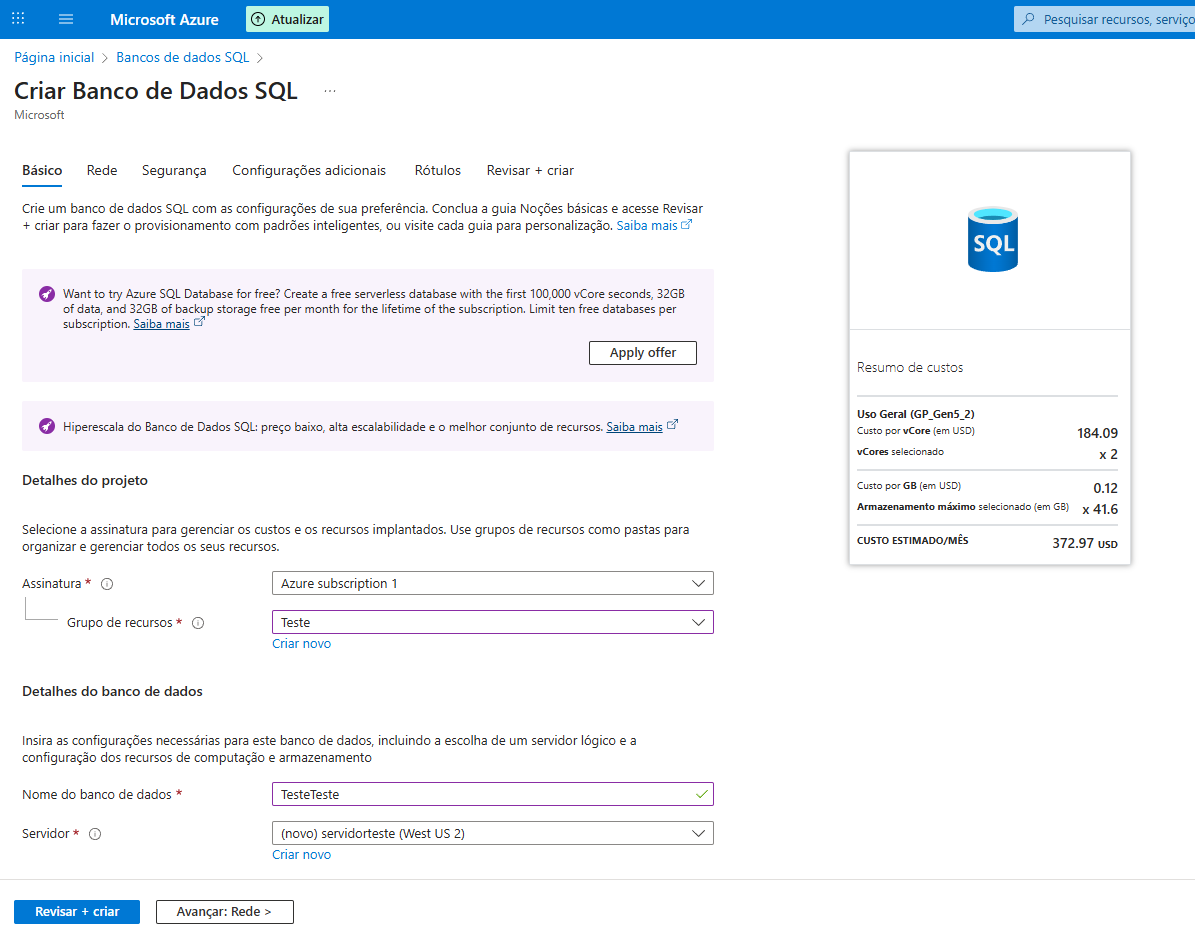 Microsoft Azure
Atualizar
Pesquisar recursos, serviço
Página inicial > Bancos de dados SQL >
Criar Banco de Dados SQL ...
Microsoft
Básico Rede Segurança Configurações adicionais Rótulos Revisar + criar
Crie um banco de dados SQL com as configurações de sua preferência. Conclua a guia Noções básicas e acesse Revisar
+ criar para fazer o provisionamento com padrões inteligentes, ou visite cada guia para personalização. Saiba mais
Want to try Azure SQL Database for free? Create a free serverless database with the first 100,000 vCore seconds, 32GB
of data, and 32GB of backup storage free per month for the lifetime of the subscription. Limit ten free databases per
subscription. Saiba mais
Apply offer
Hiperescala do Banco de Dados SQL: preço baixo, alta escalabilidade e o melhor conjunto de recursos. Saiba mais
Detalhes do projeto
Selecione a assinatura para gerenciar os custos e os recursos implantados. Use grupos de recursos como pastas para
organizar e gerenciar todos os seus recursos.
Assinatura *
Azure subscription 1
Grupo de recursos *
Teste
Criar novo
Detalhes do banco de dados
Insira as configurações necessárias para este banco de dados, incluindo a escolha de um servidor lógico e a
configuração dos recursos de computação e armazenamento
Nome do banco de dados *
TesteTeste
Servidor *
(novo) servidorteste (West US 2)
Criar novo
Revisar + criar
Avançar: Rede >
SQL
Resumo de custos
Uso Geral (GP_Gen5_2)
Custo por vCore (em USD) 184.09
vCores selecionado x 2
Custo por GB (em USD) 0.12
Armazenamento máximo selecionado (em GB) x 41.6
CUSTO ESTIMADO/MÊS 372.97 USD